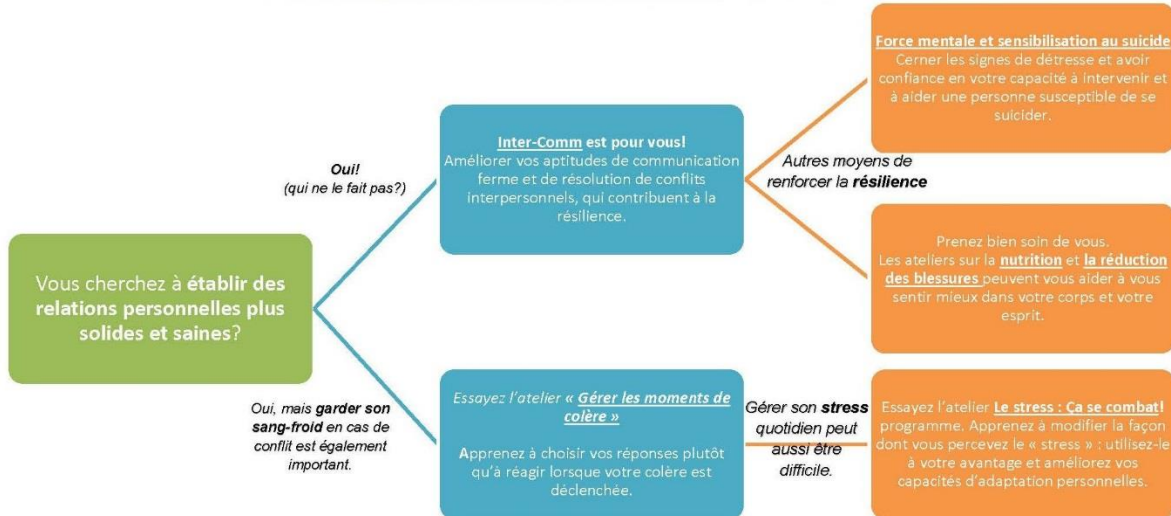 Vous cherchez à établir des
relations personnelles plus
solides et saines?
Oui!
(qui ne le fait pas?)
Inter-Comm est pour vous!
Améliorer vos aptitudes de communication
ferme et de résolution de conflits
interpersonnels, qui contribuent à la
résilience.
Autres moyens de
renforcer la résilience
Force mentale et sensibilisation au suicide
Cerner les signes de détresse et avoir
confiance en votre capacité à intervenir et
à aider une personne susceptible de se
suicider.
Prenez bien soin de vous.
Les ateliers sur la nutrition et la réduction
des blessures peuvent vous aider à vous
sentir mieux dans votre corps et votre
esprit.
Oui, mais garder son
sang-froid en cas de
conflit est également
important.
Essayez l'atelier « Gérer les moments de
colère »
Apprenez à choisir vos réponses plutôt
qu'à réagir lorsque votre colère est
déclenchée.
Gérer son stress
quotidien peut
aussi être
difficile.
Essayez l'atelier Le stress : Ça se combat!
programme. Apprenez à modifier la façon
dont vous percevez le « stress » : utilisez-le
à votre avantage et améliorez vos
capacités d'adaptation personnelles.